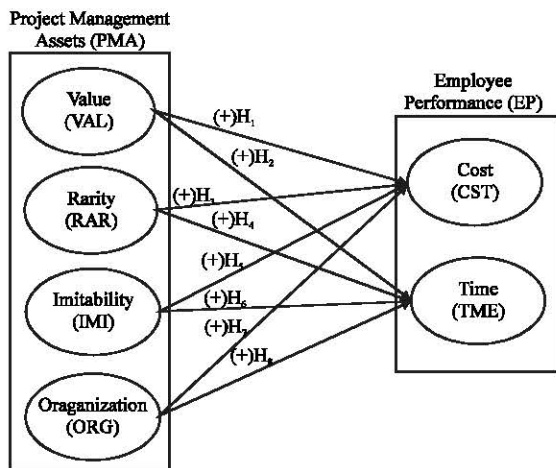 Project Management
Assets (PMA)
Value
(VAL)
Rarity
(RAR)
Imitability
(IMI)
Oraganization
(ORG)
(+)H₁
(+)H₂
(+)H₃
(+)H₄
(+)H₅
(+)H₆
(+)H₇
(+)H₈
Employee
Performance (EP)
Cost
(CST)
Time
(TME)